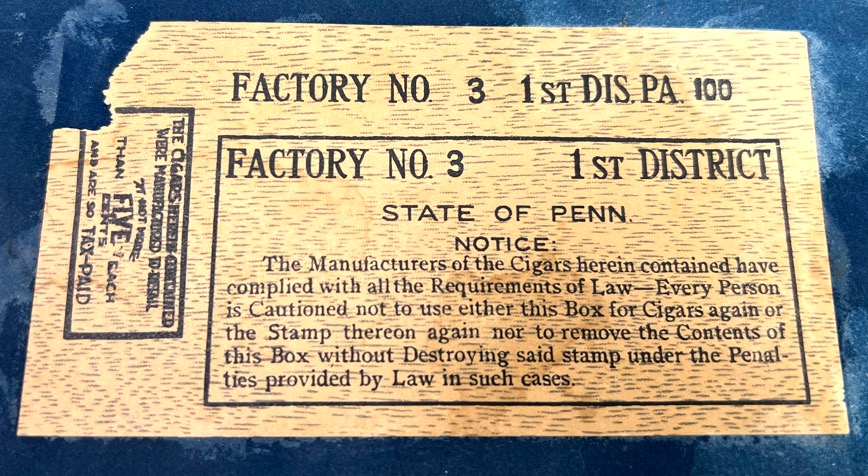 FACTORY NO. 3 1ST DIS. PA. 100
FACTORY NO. 3 1ST DISTRICT
STATE OF PENN.
NOTICE:
The Manufacturers of the Cigars herein contained have
complied with all the Requirements of Law—Every Person
is Cautioned not to use either this Box for Cigars again or
the Stamp thereon again nor to remove the Contents of
this Box without Destroying said stamp under the Penal-
ties provided by Law in such cases.
THE CIGARS HEREIN CONTAINED
WERE MANUFACTURED TO RETAIL
AT NOT MORE
THAN FIVE CENTS EACH
AND ARE SO TAX-PAID